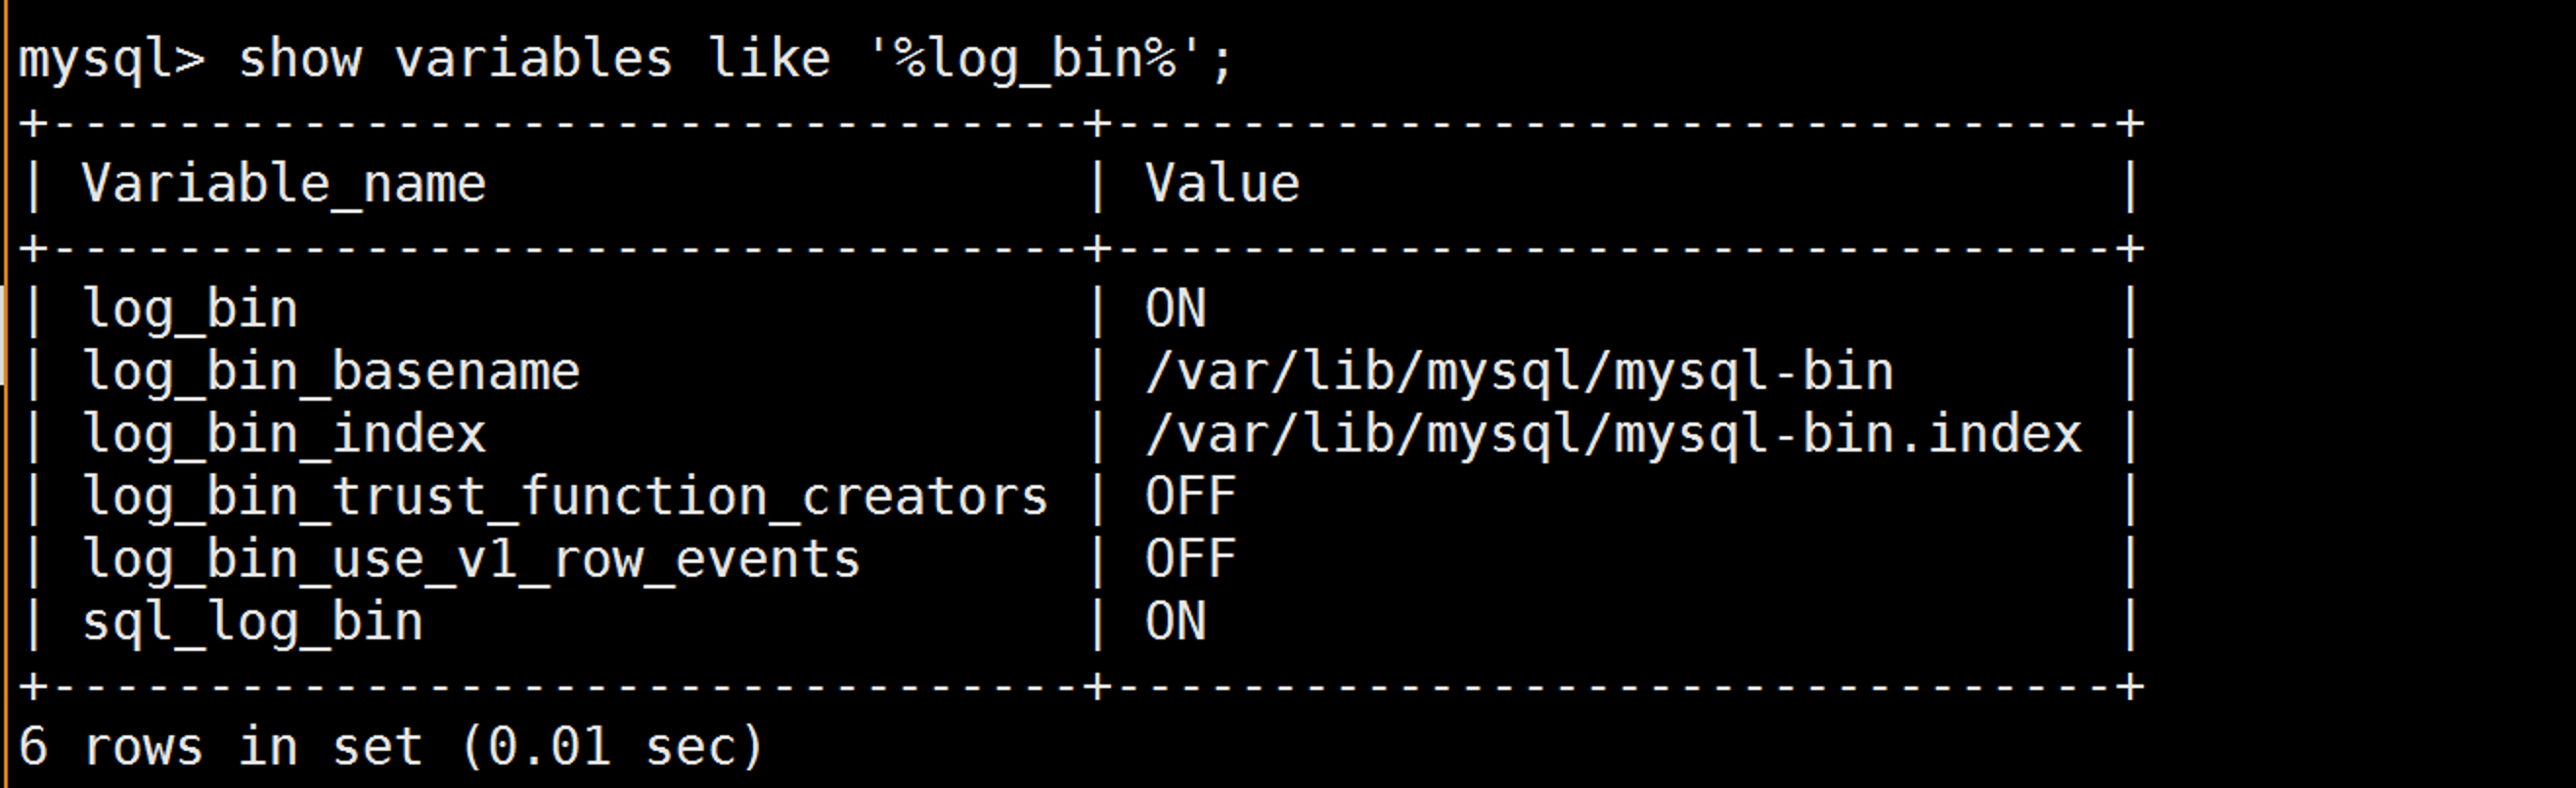 mysql> show variables like '%log_bin%';
+---------------------------------+--------------------------------+
| Variable_name                   | Value                          |
+---------------------------------+--------------------------------+
| log_bin                         | ON                             |
| log_bin_basename                | /var/lib/mysql/mysql-bin       |
| log_bin_index                   | /var/lib/mysql/mysql-bin.index |
| log_bin_trust_function_creators | OFF                            |
| log_bin_use_v1_row_events       | OFF                            |
| sql_log_bin                     | ON                             |
+---------------------------------+--------------------------------+
6 rows in set (0.01 sec)